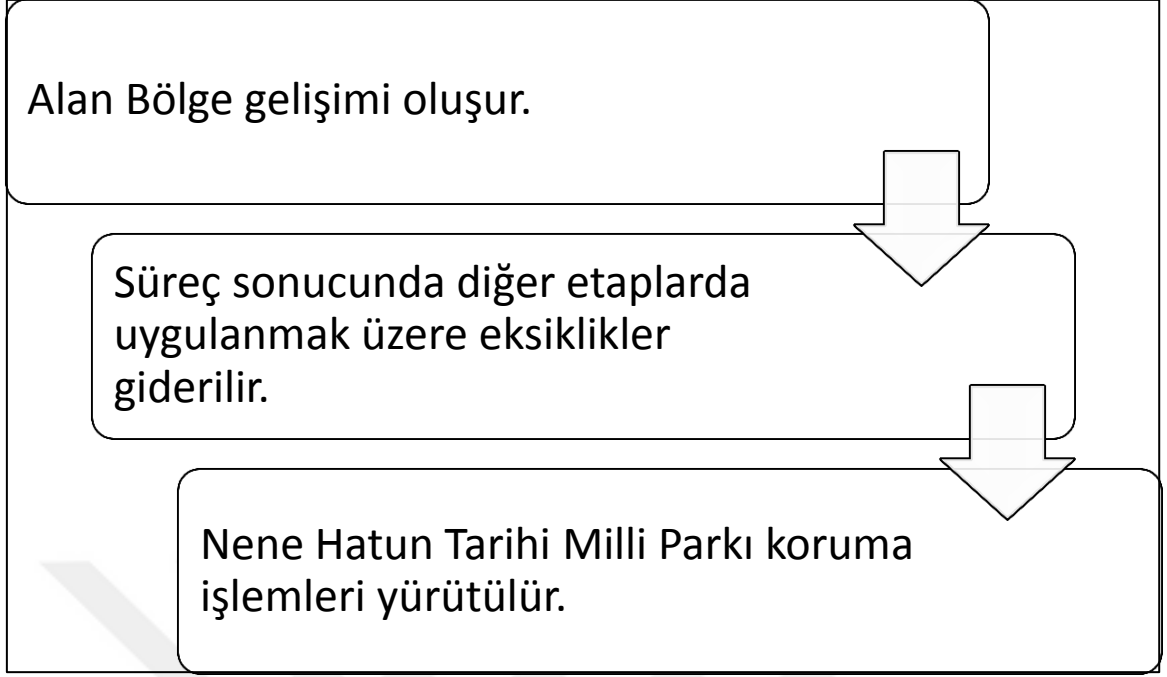 Alan Bölge gelişimi oluşur.
Süreç sonucunda diğer etaplarda
uygulanmak üzere eksiklikler
giderilir.
Nene Hatun Tarihi Milli Parkı koruma
işlemleri yürütülür.